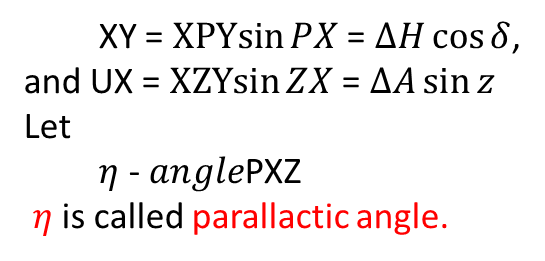 XY = XPYsin PX = ΔH cos δ,
and UX = XZYsin ZX = ΔA sin z
Let
η - anglePXZ
η is called parallactic angle.